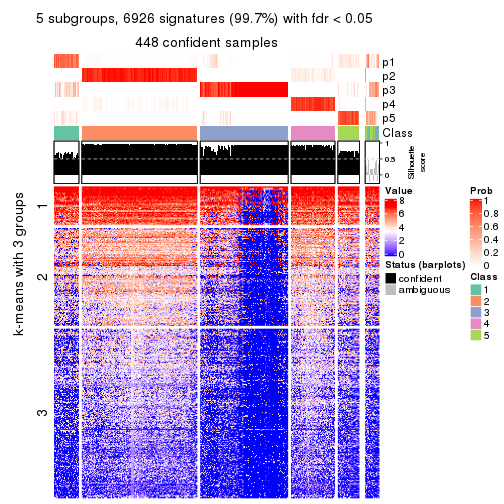 5 subgroups, 6926 signatures (99.7%) with fdr < 0.05
448 confident samples
p1
p2
p3
p4
p5
Class
1
0.5
0
Silhouette
score
k-means with 3 groups
1
2
3
Value
8
6
4
2
0
Status (barplots)
confident
ambiguous
Prob
1
0.8
0.6
0.4
0.2
0
Class
1
2
3
4
5